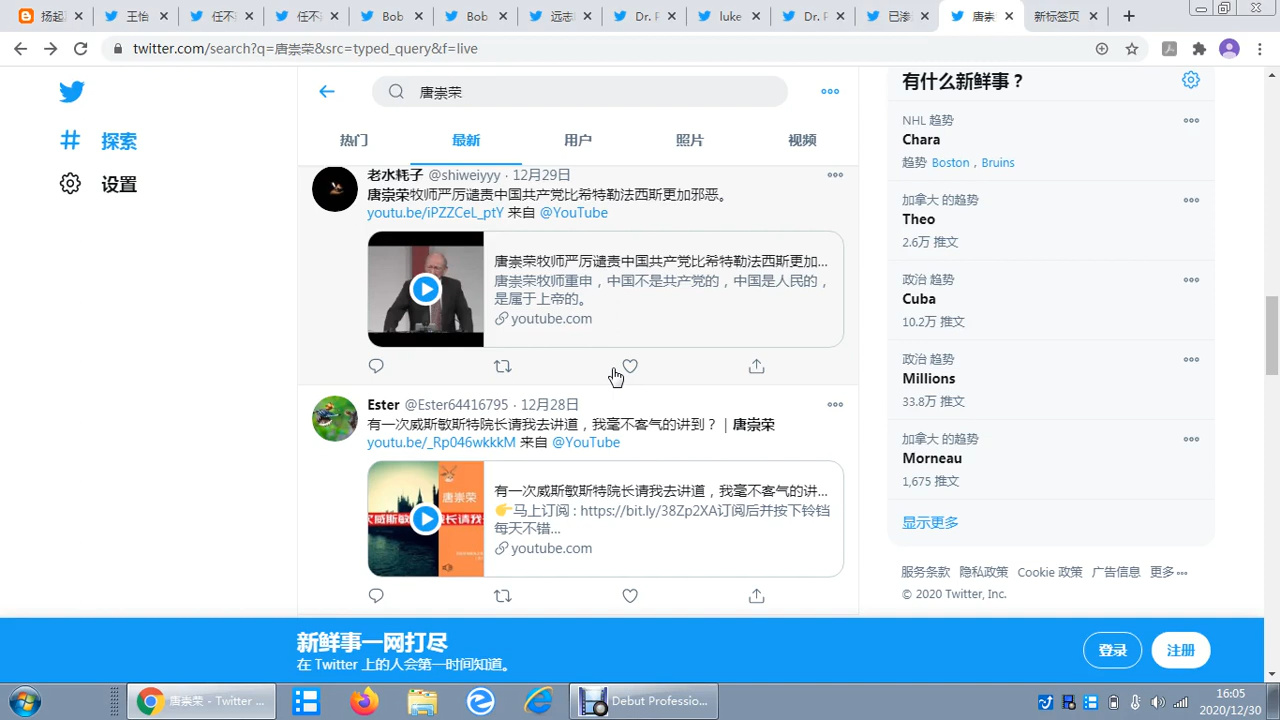 扬起
王怡
任不
任不
Bob
Bob
远志
Dr. F
luke
Dr. F
已渗
唐崇
新标签页
twitter.com/search?q=唐崇荣&src=typed_query&f=live
唐崇荣
探索
设置
热门
最新
用户
照片
视频
老水牦子 @shiweiyyy · 12月29日
唐崇荣牧师严厉谴责中国共产党比希特勒法西斯更加邪恶。
youtu.be/iPZZCeL_ptY 来自 @YouTube
唐崇荣牧师严厉谴责中国共产党比希特勒法西斯更加...
唐崇荣牧师重申，中国不是共产党的，中国是人民的，
是属于上帝的。
youtube.com
Ester @Ester64416795 · 12月28日
有一次威斯敏斯特院长请我去讲道，我毫不客气的讲到？｜唐崇荣
youtu.be/_Rp046wkkkM 来自 @YouTube
唐崇荣
有一次威斯敏斯特院长请我去讲道，我毫不客气的讲...
👉马上订阅 : https://bit.ly/38Zp2XA订阅后并按下铃铛
每天不错...
youtube.com
有什么新鲜事？
NHL 趋势
Chara
趋势 Boston，Bruins
加拿大 的趋势
Theo
2.6万 推文
政治 趋势
Cuba
10.2万 推文
政治 趋势
Millions
33.8万 推文
加拿大 的趋势
Morneau
1,675 推文
显示更多
服务条款 隐私政策 Cookie 政策 广告信息 更多
© 2020 Twitter, Inc.
新鲜事一网打尽
在 Twitter 上的人会第一时间知道。
登录
注册
唐崇荣 - Twitter ...
Debut Professio...
16:05
2020/12/30